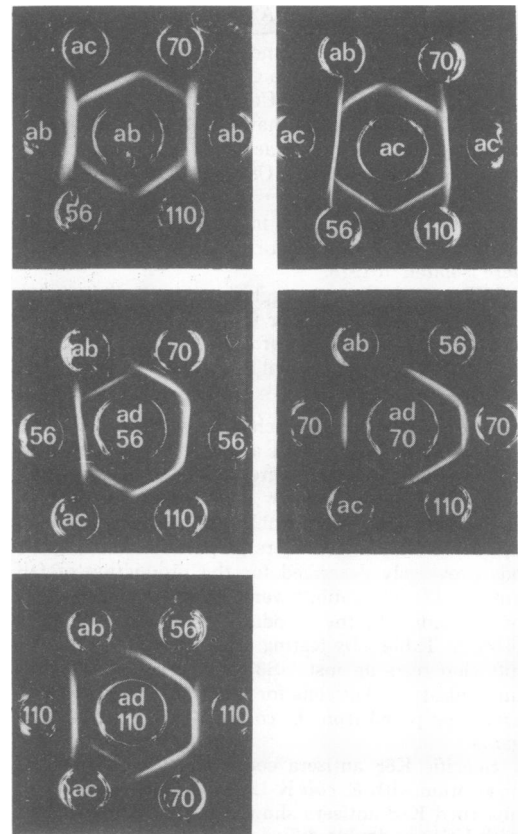 ac 70
ab ab ab
56 110
ab 70
ac ac ac
56 110
ab 70
56 ad 56 56
ac 110
ab 56
70 ad 70 70
ac 110
ab 56
110 ad 110 110
ac 70